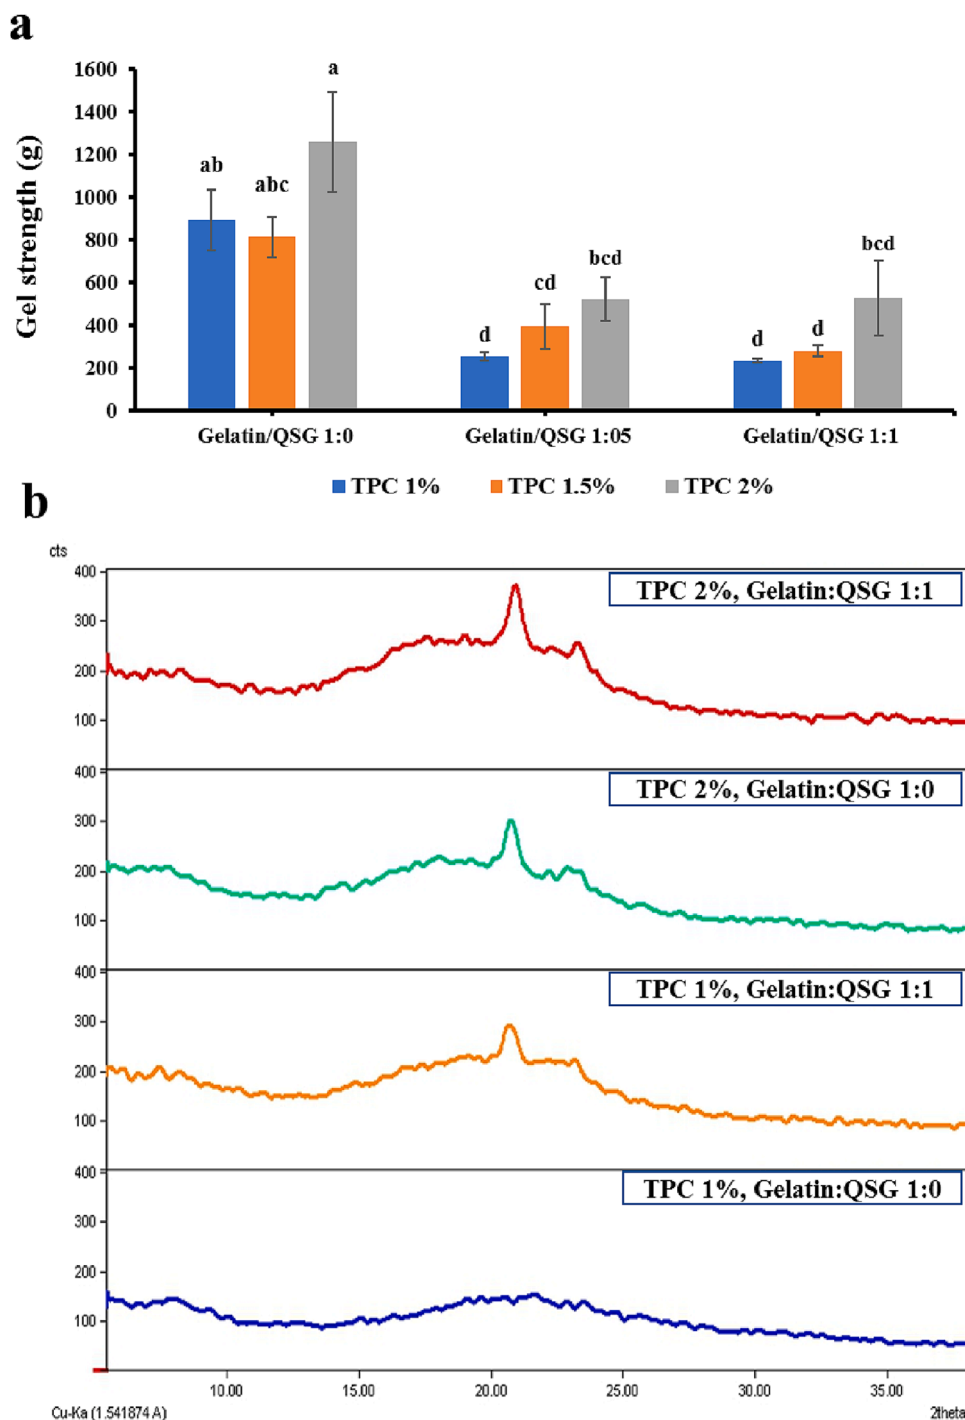 a
1600
1400
1200
1000
800
600
400
200
0
Gel strength (g)
ab
abc
a
d
cd
bcd
d
d
bcd
Gelatin/QSG 1:0
Gelatin/QSG 1:05
Gelatin/QSG 1:1
TPC 1%
TPC 1.5%
TPC 2%
b
cts
400
300
200
100
TPC 2%, Gelatin:QSG 1:1
400
300
200
100
TPC 2%, Gelatin:QSG 1:0
400
300
200
100
TPC 1%, Gelatin:QSG 1:1
400
300
200
100
TPC 1%, Gelatin:QSG 1:0
10.00
15.00
20.00
25.00
30.00
35.00
Cu-Ka (1.541874 A)
2theta